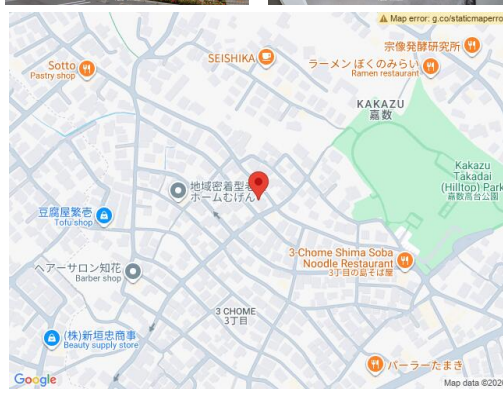 Map error: g.co/staticmaperro
宗像発酵研究所
SEISHIKA
ラーメン ぼくのみらい
Ramen restaurant
Sotto
Pastry shop
KAKAZU
嘉数
Kakazu
Takadai
(Hilltop) Park
嘉数高台公園
地域密着型老
ホームむげん
豆腐屋繁壱
Tofu shop
3-Chome Shima Soba
Noodle Restaurant
3丁目の島そば屋
ヘアーサロン知花
Barber shop
3 CHOME
3丁目
(株)新垣忠商事
Beauty supply store
パーラーたまき
Google
Map data ©2026